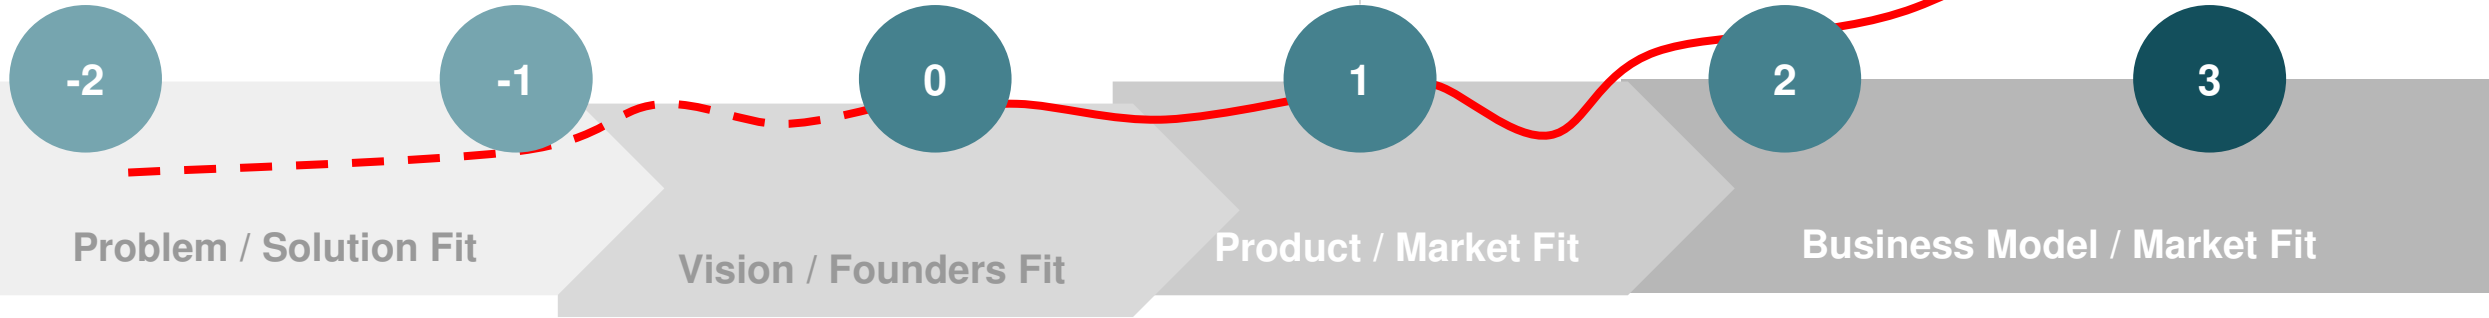 -2
-1
0
1
2
3
Problem / Solution Fit
Vision / Founders Fit
Product / Market Fit
Business Model / Market Fit